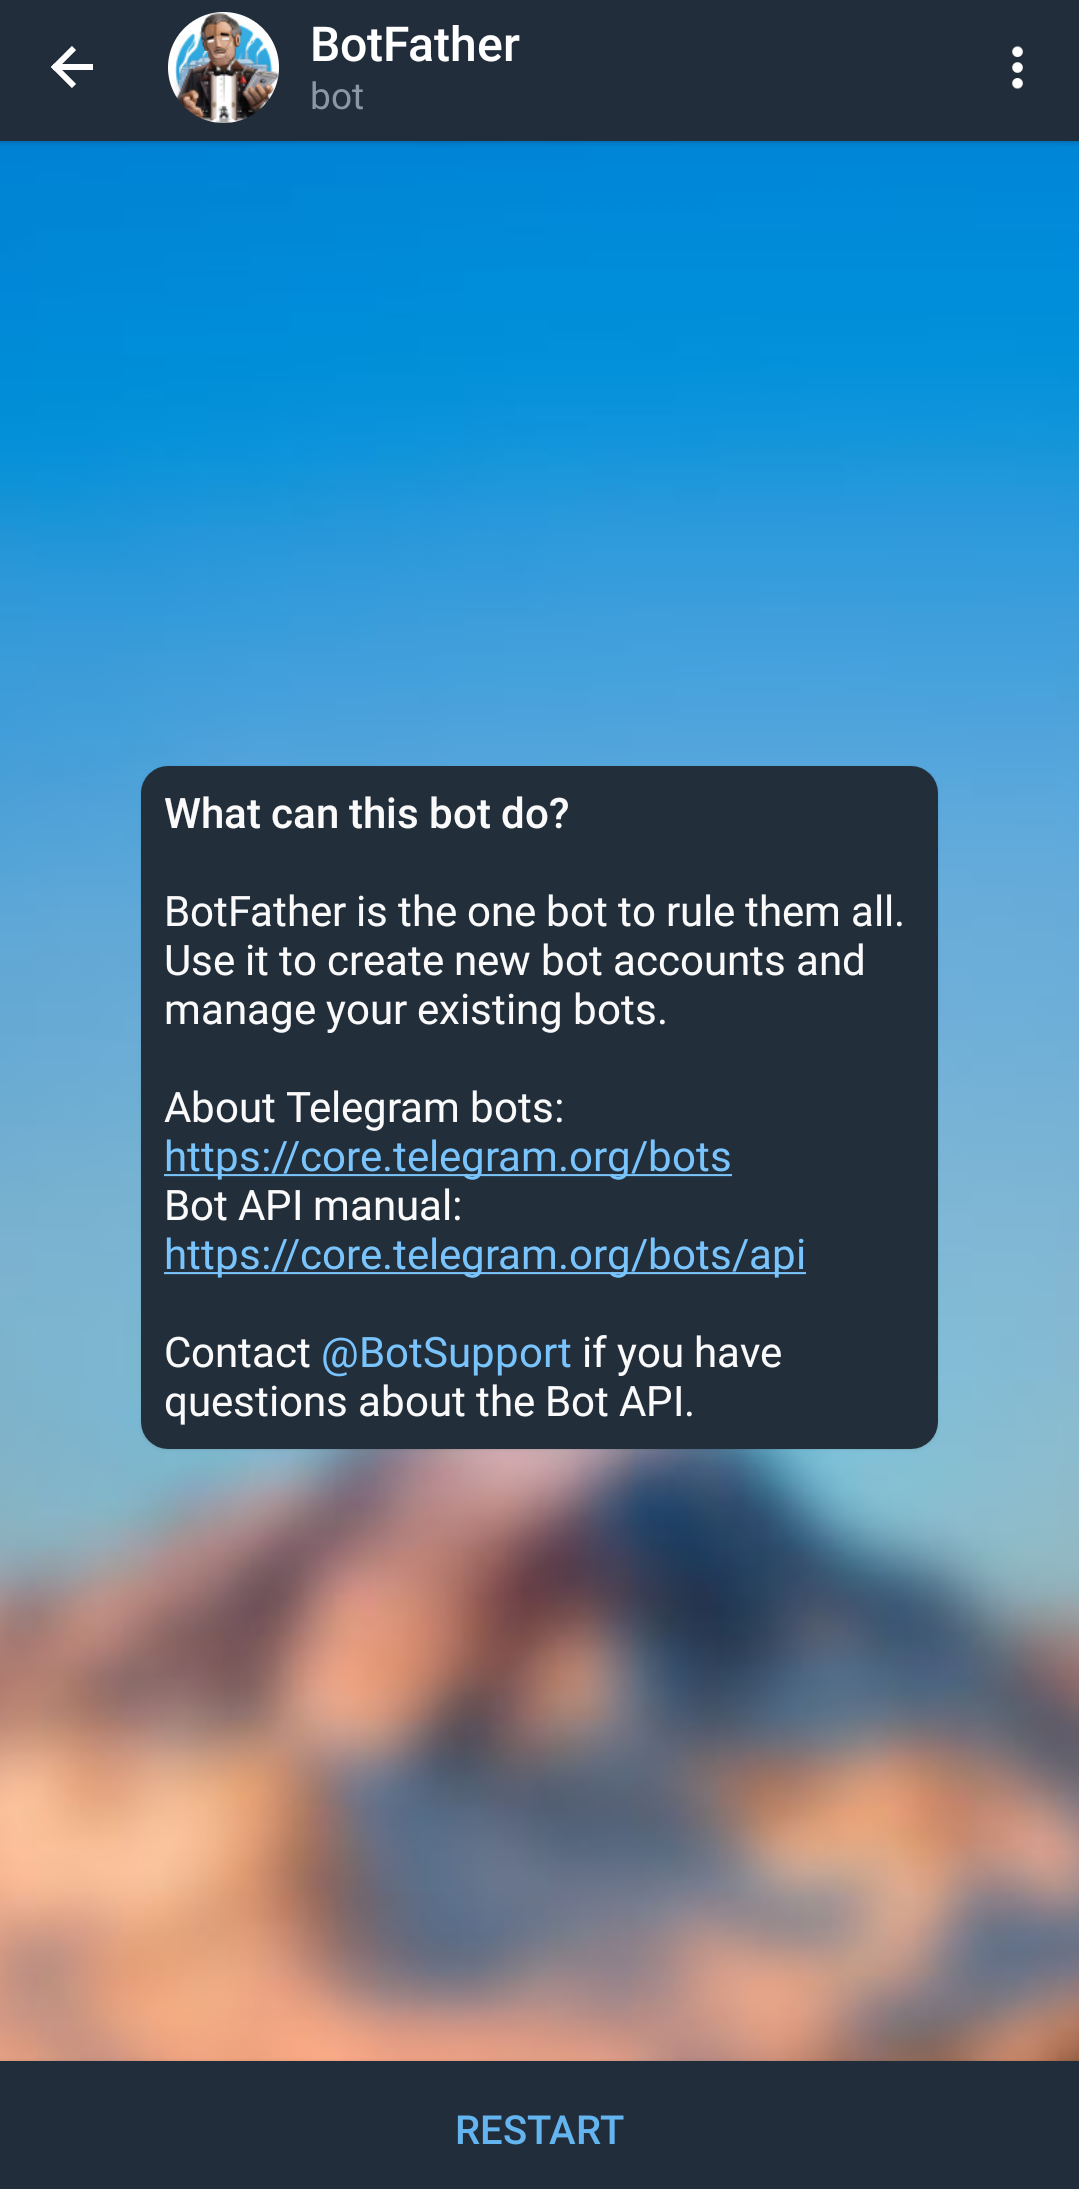 BotFather
bot
What can this bot do?
BotFather is the one bot to rule them all.
Use it to create new bot accounts and
manage your existing bots.
About Telegram bots:
https://core.telegram.org/bots
Bot API manual:
https://core.telegram.org/bots/api
Contact @BotSupport if you have
questions about the Bot API.
RESTART